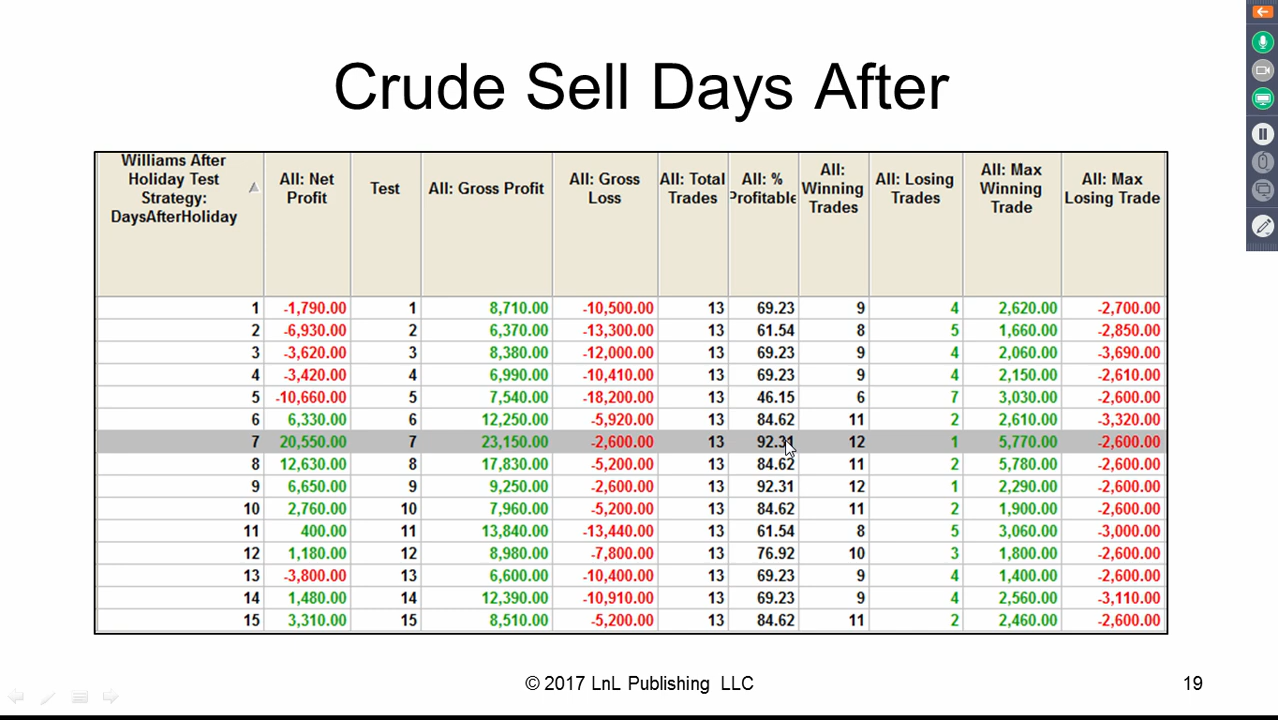 Crude Sell Days After
Williams After Holiday Test Strategy: DaysAfterHoliday | All: Net Profit | Test | All: Gross Profit | All: Gross Loss | All: Total Trades | All: % Profitable | All: Winning Trades | All: Losing Trades | All: Max Winning Trade | All: Max Losing Trade
1 -1,790.00 1 8,710.00 -10,500.00 13 69.23 9 4 2,620.00 -2,700.00
2 -6,930.00 2 6,370.00 -13,300.00 13 61.54 8 5 1,660.00 -2,850.00
3 -3,620.00 3 8,380.00 -12,000.00 13 69.23 9 4 2,060.00 -3,690.00
4 -3,420.00 4 6,990.00 -10,410.00 13 69.23 9 4 2,150.00 -2,610.00
5 -10,660.00 5 7,540.00 -18,200.00 13 46.15 6 7 3,030.00 -2,600.00
6 6,330.00 6 12,250.00 -5,920.00 13 84.62 11 2 2,610.00 -3,320.00
7 20,550.00 7 23,150.00 -2,600.00 13 92.31 12 1 5,770.00 -2,600.00
8 12,630.00 8 17,830.00 -5,200.00 13 84.62 11 2 5,780.00 -2,600.00
9 6,650.00 9 9,250.00 -2,600.00 13 92.31 12 1 2,290.00 -2,600.00
10 2,760.00 10 7,960.00 -5,200.00 13 84.62 11 2 1,900.00 -2,600.00
11 400.00 11 13,840.00 -13,440.00 13 61.54 8 5 3,060.00 -3,000.00
12 1,180.00 12 8,980.00 -7,800.00 13 76.92 10 3 1,800.00 -2,600.00
13 -3,800.00 13 6,600.00 -10,400.00 13 69.23 9 4 1,400.00 -2,600.00
14 1,480.00 14 12,390.00 -10,910.00 13 69.23 9 4 2,560.00 -3,110.00
15 3,310.00 15 8,510.00 -5,200.00 13 84.62 11 2 2,460.00 -2,600.00
© 2017 LnL Publishing LLC
19